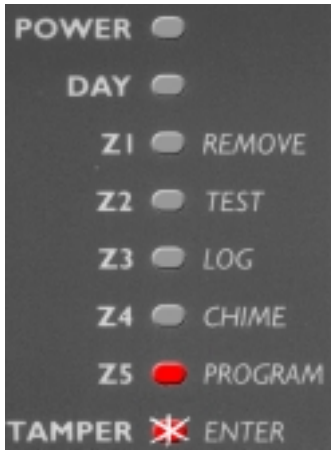 POWER
DAY
Z1 REMOVE
Z2 TEST
Z3 LOG
Z4 CHIME
Z5 PROGRAM
TAMPER ENTER